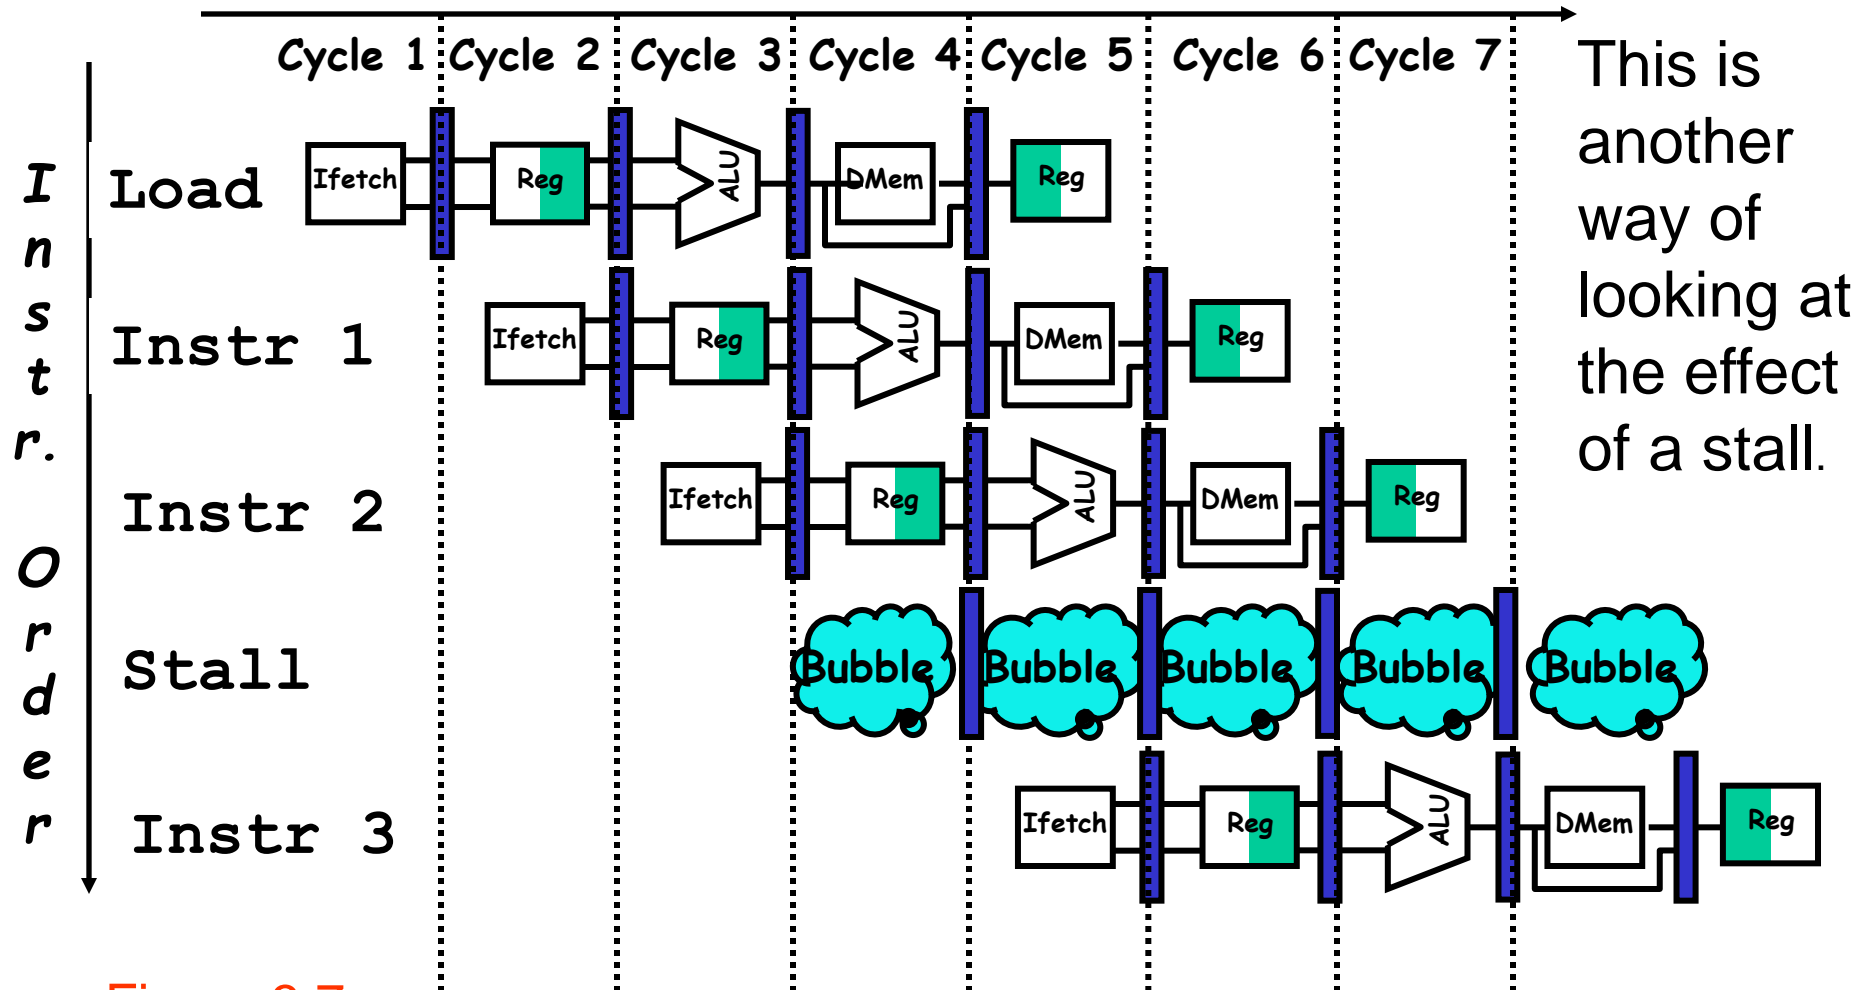 Cycle 1 Cycle 2 Cycle 3 Cycle 4 Cycle 5 Cycle 6 Cycle 7
Instr. Order
Load Ifetch Reg ALU DMem Reg
Instr 1 Ifetch Reg ALU DMem Reg
Instr 2 Ifetch Reg ALU DMem Reg
Stall Bubble Bubble Bubble Bubble Bubble
Instr 3 Ifetch Reg ALU DMem Reg
This is
another
way of
looking at
the effect
of a stall.